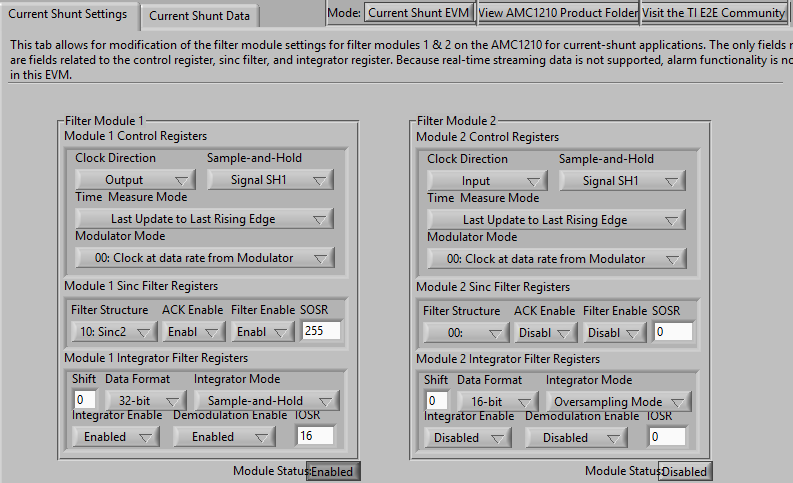 Current Shunt Settings
Current Shunt Data
Mode: Current Shunt EVM
View AMC1210 Product Folder
Visit the TI E2E Community
This tab allows for modification of the filter module settings for filter modules 1 & 2 on the AMC1210 for current-shunt applications. The only fields
are fields related to the control register, sinc filter, and integrator register. Because real-time streaming data is not supported, alarm functionality is
in this EVM.
Filter Module 1
Module 1 Control Registers
Clock Direction Sample-and-Hold
Output Signal SH1
Time Measure Mode
Last Update to Last Rising Edge
Modulator Mode
00: Clock at data rate from Modulator
Module 1 Sinc Filter Registers
Filter Structure ACK Enable Filter Enable SOSR
10: Sinc2 Enabl Enabl 255
Module 1 Integrator Filter Registers
Shift Data Format Integrator Mode
0 32-bit Sample-and-Hold
Integrator Enable Demodulation Enable IOSR
Enabled Enabled 16
Module Status: Enabled
Filter Module 2
Module 2 Control Registers
Clock Direction Sample-and-Hold
Input Signal SH1
Time Measure Mode
Last Update to Last Rising Edge
Modulator Mode
00: Clock at data rate from Modulator
Module 2 Sinc Filter Registers
Filter Structure ACK Enable Filter Enable SOSR
00: Disabl Disabl 0
Module 2 Integrator Filter Registers
Shift Data Format Integrator Mode
0 16-bit Oversampling Mode
Integrator Enable Demodulation Enable IOSR
Disabled Disabled 0
Module Status: Disabled